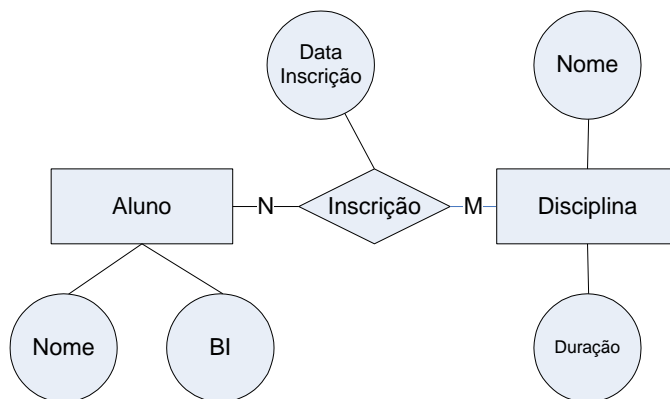 Data
Inscrição
Nome
Aluno
N
Inscrição
M
Disciplina
Nome
BI
Duração